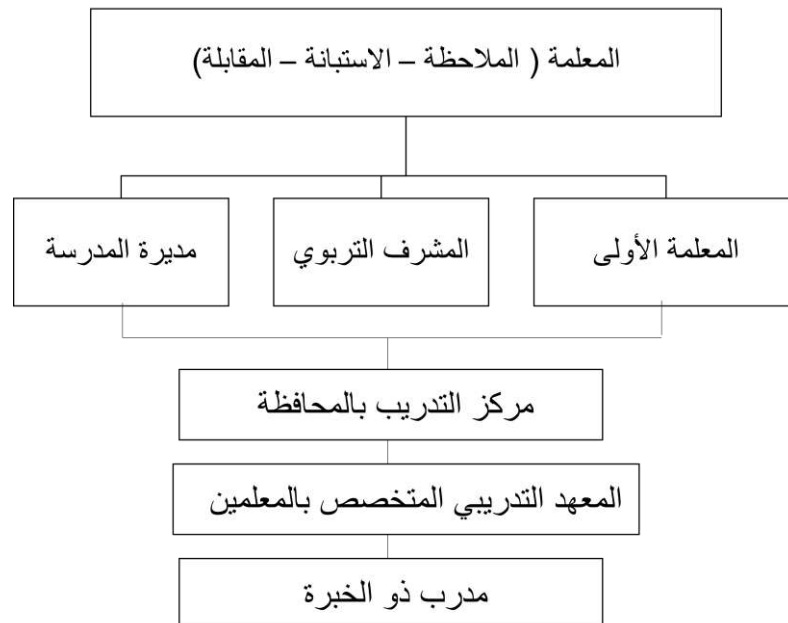 المعلمة ( الملاحظة – الاستبانة – المقابلة)
المعلمة الأولى
المشرف التربوي
مديرة المدرسة
مركز التدريب بالمحافظة
المعهد التدريبي المتخصص بالمعلمين
مدرب ذو الخبرة